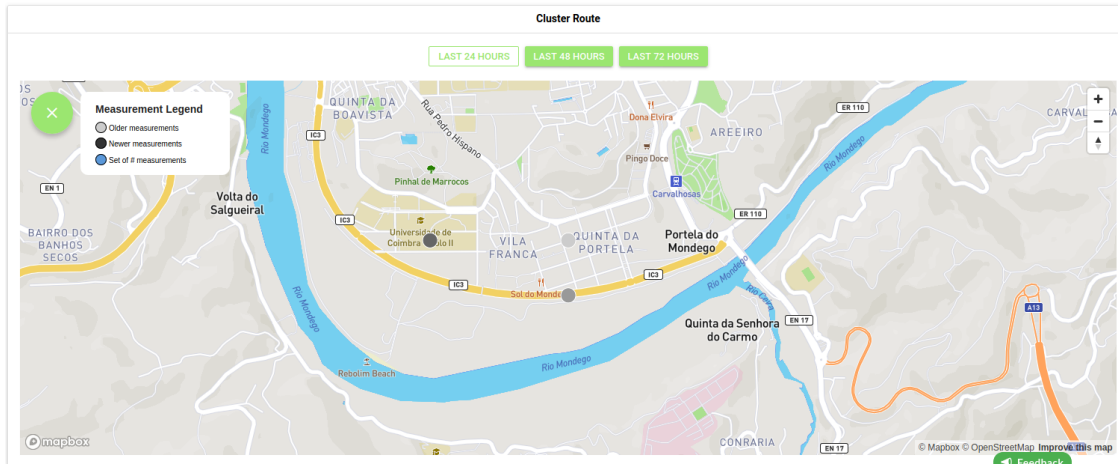 Cluster Route
LAST 24 HOURS
LAST 48 HOURS
LAST 72 HOURS
Measurement Legend
Older measurements
Newer measurements
Set of # measurements
QUINTA DA
BOAVISTA
Rua Pedro Hispano
Dona Elvira
ER 110
AREEIRO
Rio Mondego
IC3
Pingo Doce
Rio Mondego
Pinhal de Marrocos
Carvalhosas
EN 1
Volta do
Salgueiral
IC3
ER 110
BAIRRO DOS
BANHOS
SECOS
Universidade de
Coimbra
lo II
VILA
FRANCA
QUINTA DA
PORTELA
Portela do
Mondego
IC3
IC3
Rio Mondego
Rio Mondego
Sol do Mond
Rio Ceira
A13
Quinta da Senhora
do Carmo
EN 17
Rio Mondego
Rebolim Beach
mapbox
CONRARIA
EN 17
© Mapbox © OpenStreetMap Improve this map
Feedback